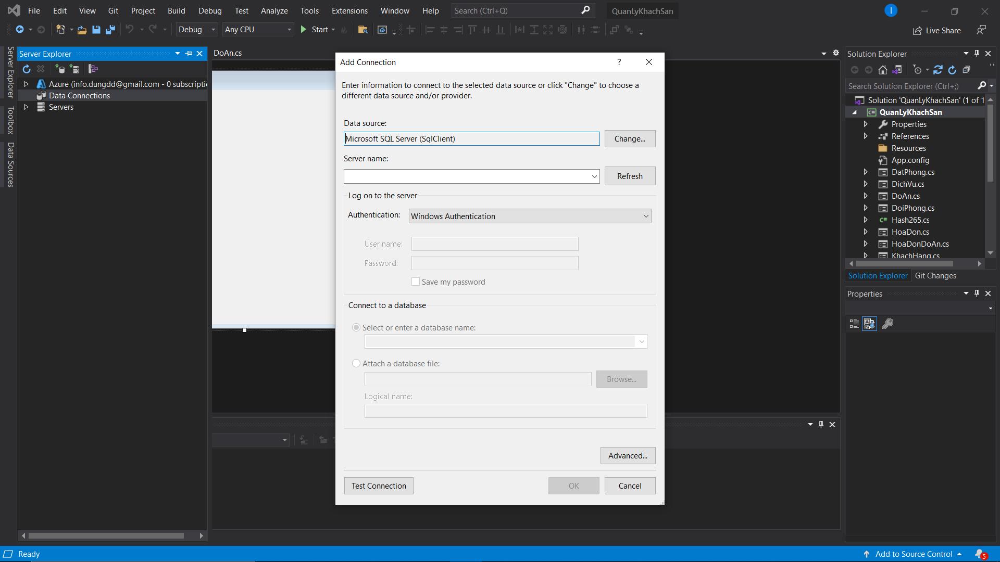 File Edit View Git Project Build Debug Test Analyze Tools Extensions Window Help Search (Ctrl+Q) QuanLyKhachSan I
Debug Any CPU Start Live Share
Server Explorer
Toolbox
Data Sources
Server Explorer
Azure (info.dungdd@gmail.com - 0 subscripti
Data Connections
Servers
DoAn.cs
Add Connection ?
Enter information to connect to the selected data source or click "Change" to choose a
different data source and/or provider.
Data source:
Microsoft SQL Server (SqlClient) Change...
Server name:
Refresh
Log on to the server
Authentication: Windows Authentication
User name:
Password:
Save my password
Connect to a database
Select or enter a database name:
Attach a database file:
Browse...
Logical name:
Advanced...
Test Connection OK Cancel
Solution Explorer
Search Solution Explorer (Ctrl+;)
Solution 'QuanLyKhachSan' (1 of 1
C# QuanLyKhachSan
Properties
References
Resources
App.config
DatPhong.cs
DichVu.cs
DoAn.cs
DoiPhong.cs
C# Hash265.cs
HoaDon.cs
HoaDonDoAn.cs
KhachHang.cs
Solution Explorer Git Changes
Properties
Ready Add to Source Control 5